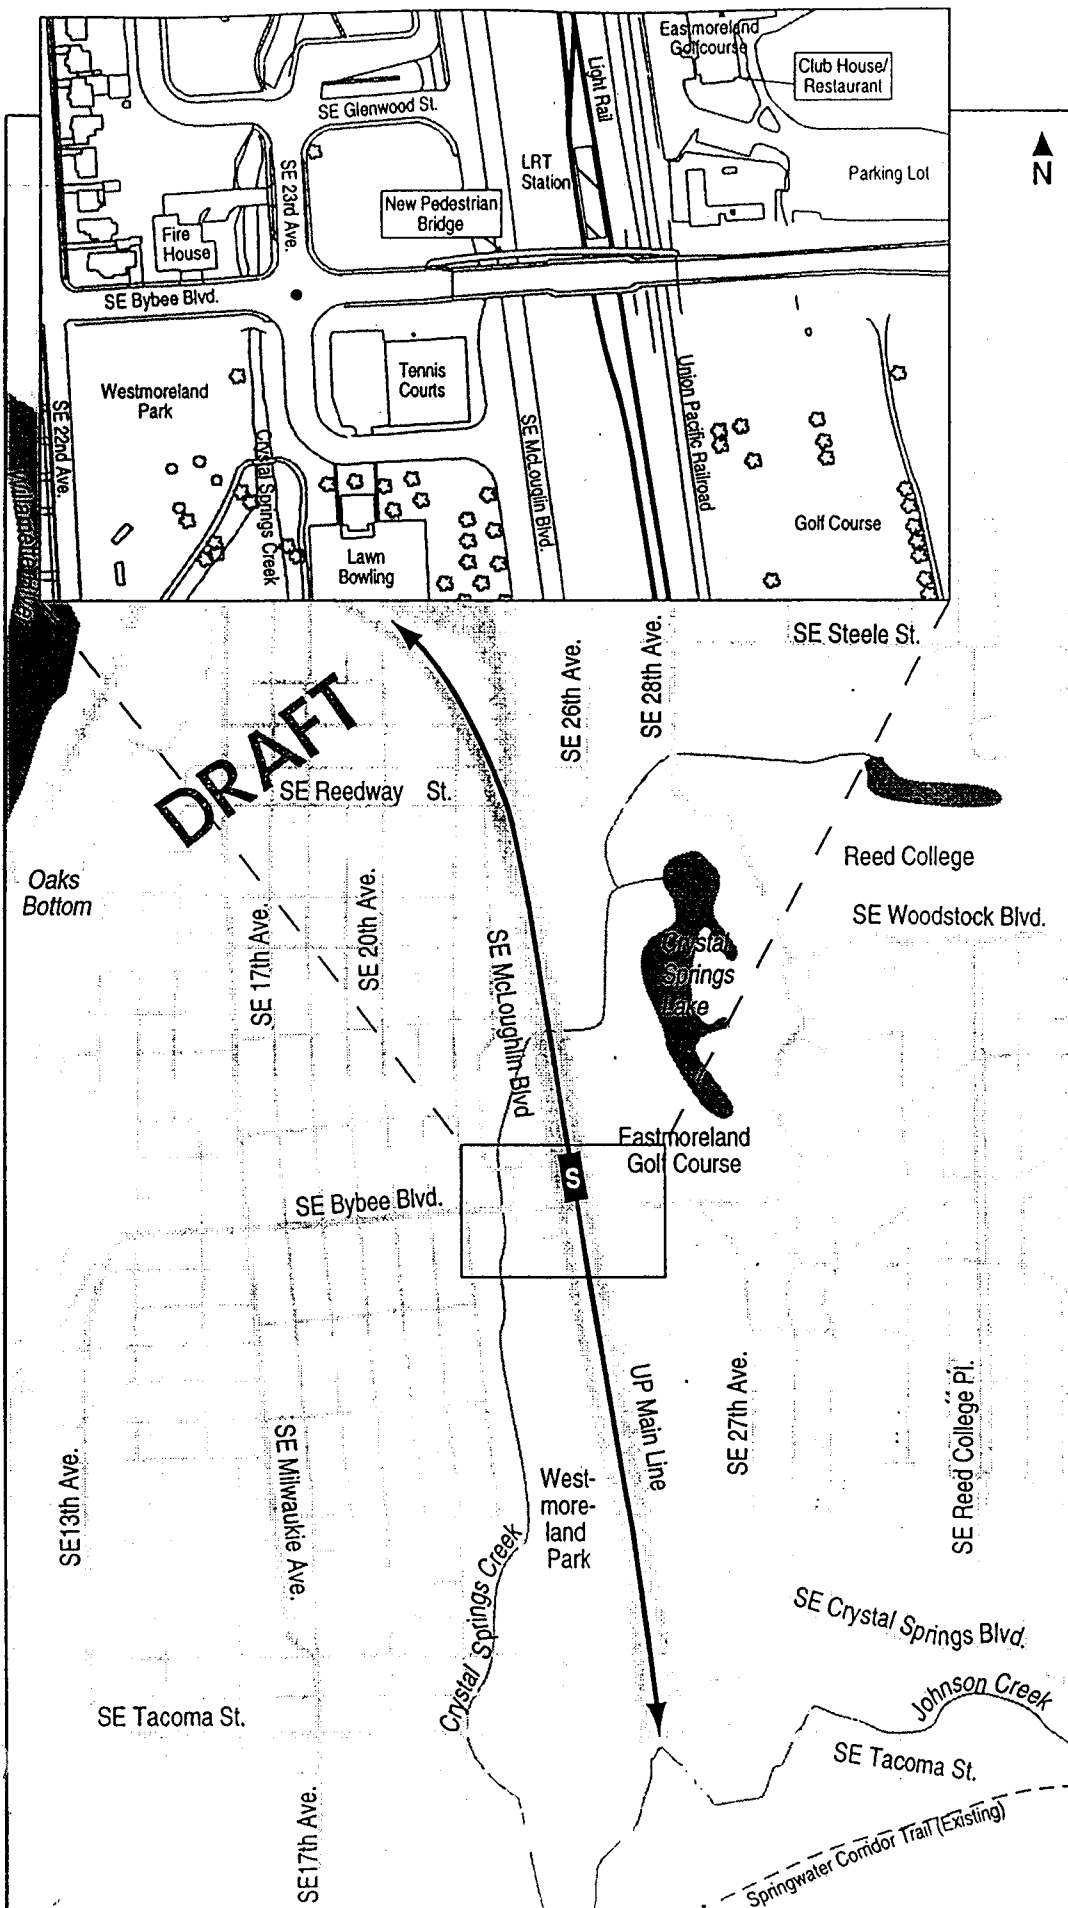 Eastmoreland
Golfcourse
Club House/
Restaurant
Light Rail
SE Glenwood St.
N
LRT
Station
Parking Lot
SE 23rd Ave.
New Pedestrian
Bridge
Fire
House
SE Bybee Blvd.
Tennis
Courts
Westmoreland
Park
SE 22nd Ave.
Union Pacific Railroad
SE McLouglin Blvd.
Crystal Springs Creek
Golf Course
Lawn
Bowling
Willamette River
SE Steele St.
SE 26th Ave.
SE 28th Ave.
DRAFT
SE Reedway St.
Reed College
Oaks
Bottom
SE Woodstock Blvd.
SE 17th Ave.
SE 20th Ave.
SE McLoughlin Blvd
Crystal
Springs
Lake
Eastmoreland
Golf Course
S
SE Bybee Blvd.
UP Main Line
SE 27th Ave.
SE Reed College Pl.
SE13th Ave.
SE Milwaukie Ave.
West-
more-
land
Park
Crystal Springs Creek
SE Crystal Springs Blvd.
Johnson Creek
SE Tacoma St.
SE Tacoma St.
SE17th Ave.
Springwater Corridor Trail (Existing)